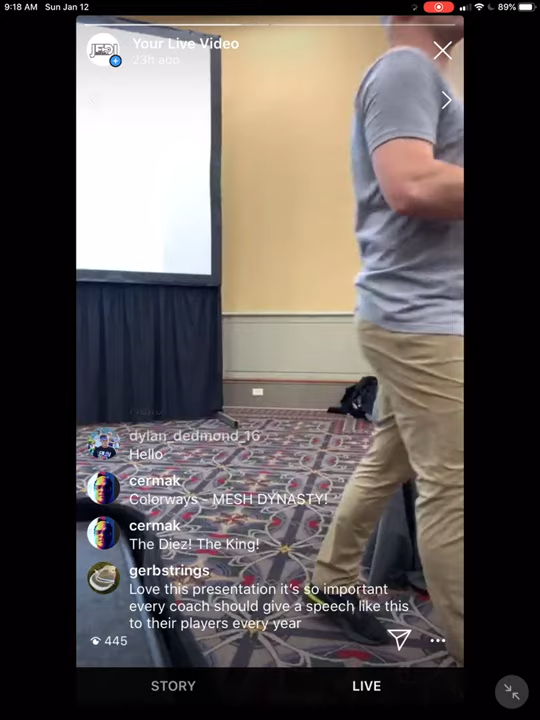 9:18 AM Sun Jan 12
89%
JEDI
Your Live Video
23h ago
dylan_dedmond_16
Hello
cermak
Colorways - MESH DYNASTY!
cermak
The Diez! The King!
gerbstrings
Love this presentation it's so important
every coach should give a speech like this
to their players every year
445
STORY
LIVE